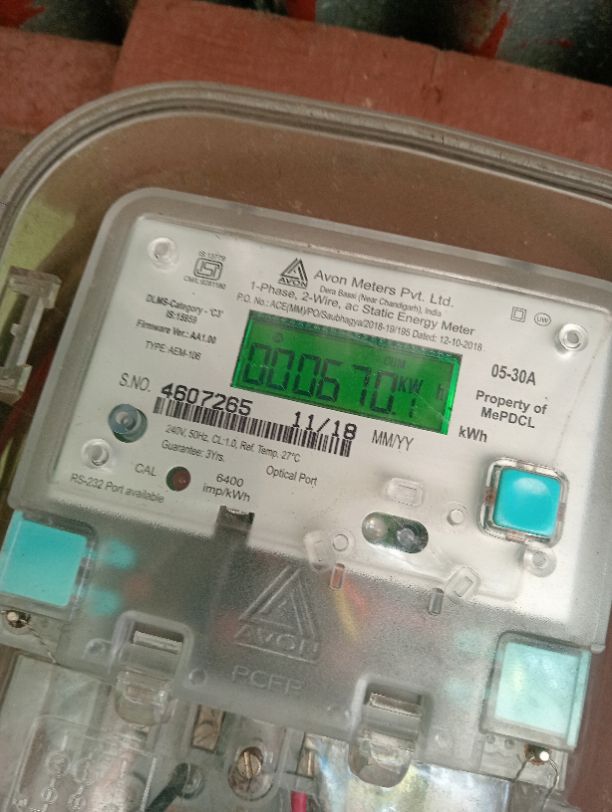 IS 13779
CM/L 9281180
AVON
Avon Meters Pvt. Ltd.
Dera Bassi (Near Chandigarh), India
1-Phase, 2-Wire, ac Static Energy Meter
P.O. No.: ACE(MM)/PO/Saubhagya/2018-19/195 Dated: 12-10-2018
DLMS-Category - 'C3'
IS:15959
Firmware Ver.: AA1.00
TYPE: AEM-106
CUM
000670.1 KW h
05-30A
Property of
MePDCL
kWh
S.NO. 4607265 11/18 MM/YY
240V, 50Hz, CL:1.0, Ref. Temp. 27°C
Guarantee: 3Yrs.
Optical Port
CAL 6400
imp/kWh
RS-232 Port available
AVON
PCFP